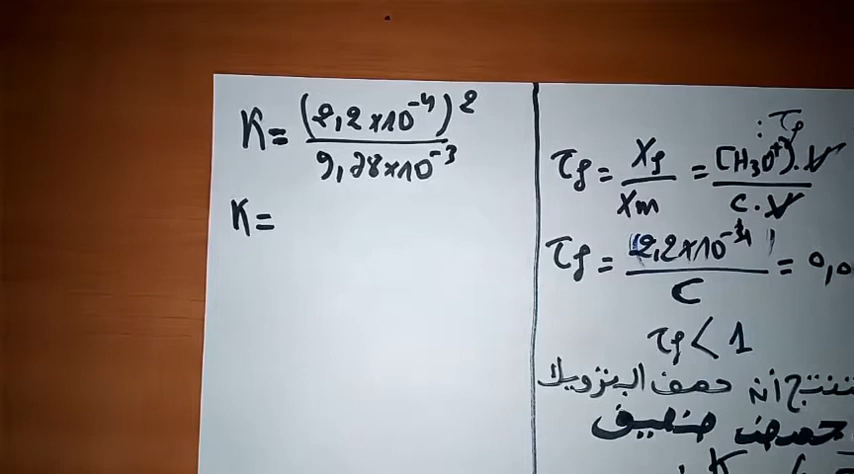 K = (2,2×10⁻⁴)² / 9,78×10⁻³
K =
: τf
τf = Xf / Xm = [H₃O⁺].V / C.V
τf = 2,2×10⁻⁴ / C = 0,0
τf < 1
نستنتج أن حمض البنزويك
حمض ضعيف